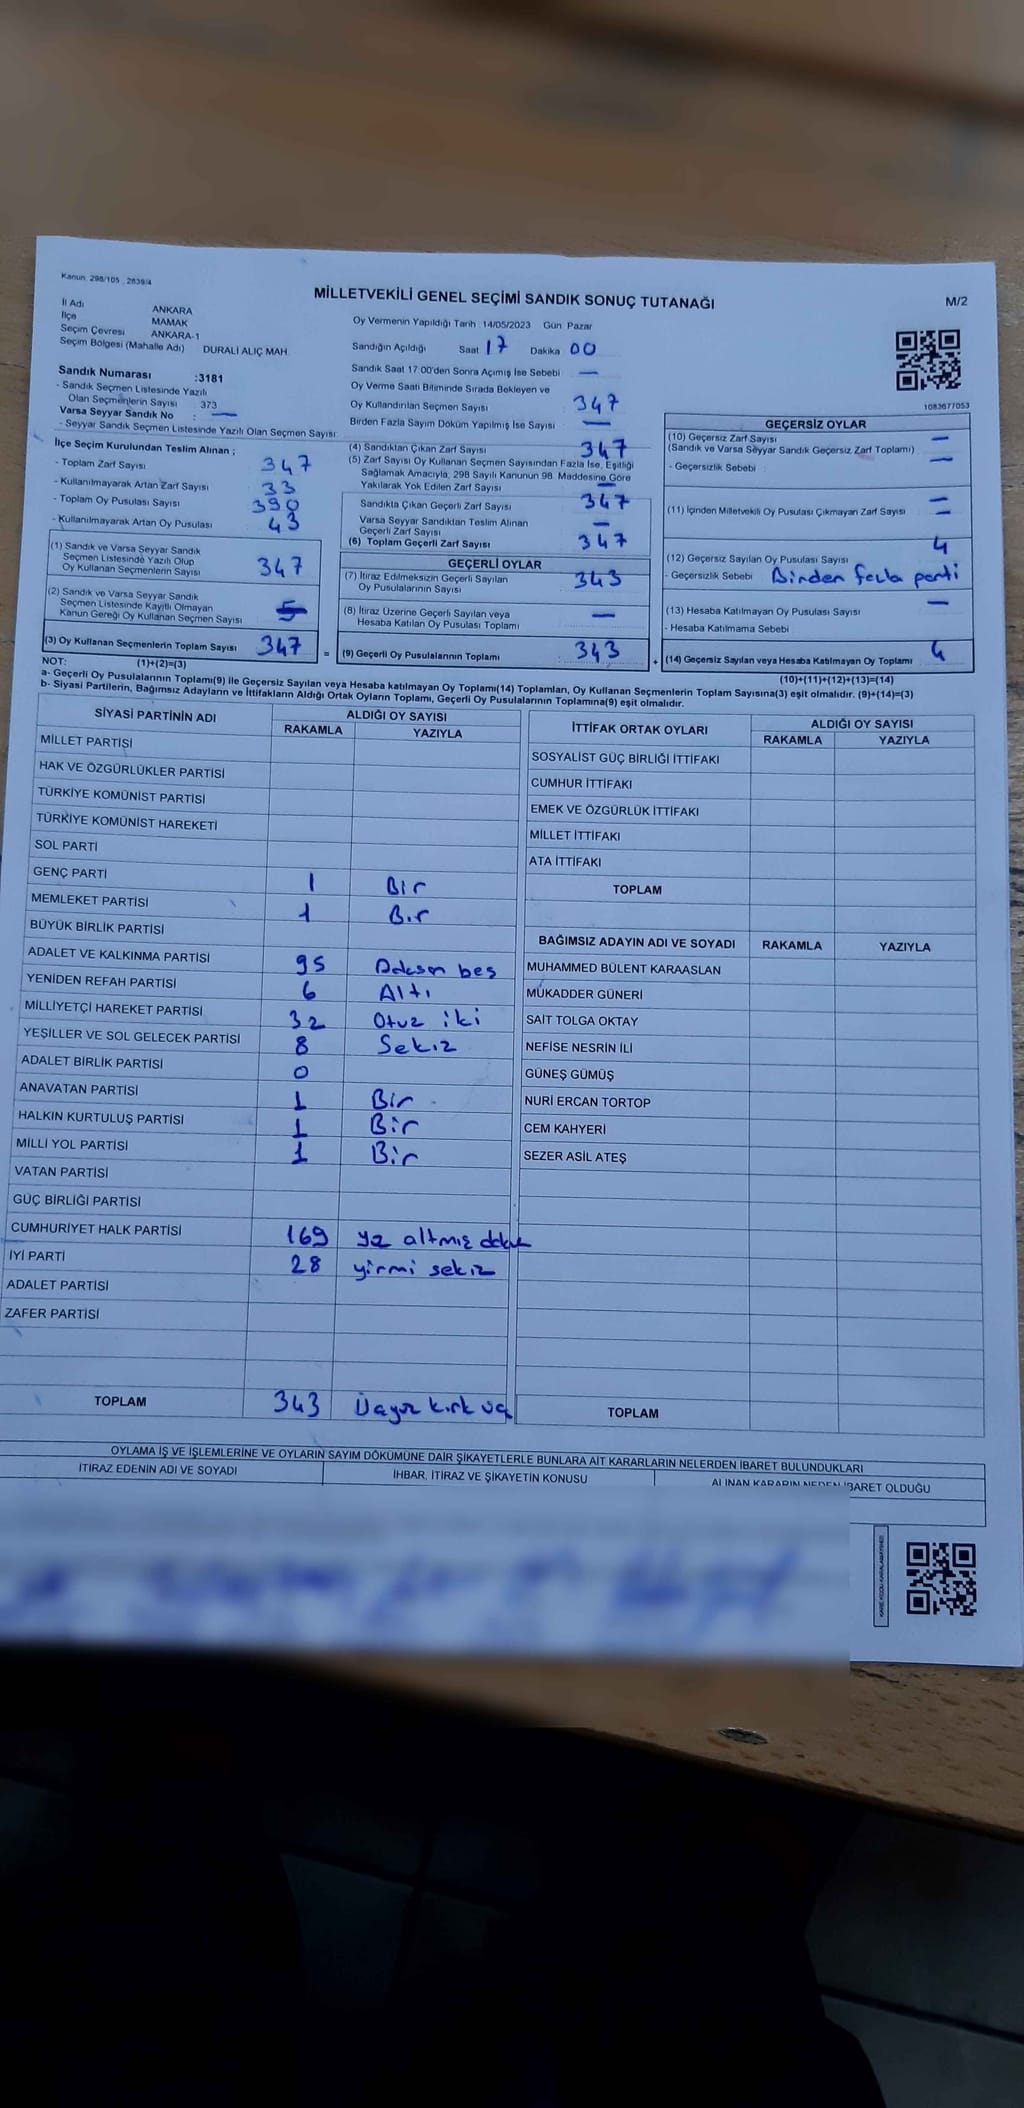 Kanun: 298/105 , 2839/4
MİLLETVEKİLİ GENEL SEÇİMİ SANDIK SONUÇ TUTANAĞI
M/2
İl Adı ANKARA
İlçe MAMAK
Seçim Çevresi ANKARA-1
Seçim Bölgesi (Mahalle Adı) DURALİ ALIÇ MAH.
Oy Vermenin Yapıldığı Tarih: 14/05/2023 Gün: Pazar
Sandığın Açıldığı Saat 17 Dakika 00
Sandık Saat 17:00'den Sonra Açımış İse Sebebi —
Oy Verme Saati Bitiminde Sırada Bekleyen ve
Oy Kullandırılan Seçmen Sayısı : 347
Birden Fazla Sayım Döküm Yapılmış İse Sayısı —
1083677053
Sandık Numarası :3181
- Sandık Seçmen Listesinde Yazılı
Olan Seçmenlerin Sayısı 373
Varsa Seyyar Sandık No : —
- Seyyar Sandık Seçmen Listesinde Yazılı Olan Seçmen Sayısı
İlçe Seçim Kurulundan Teslim Alınan ;
- Toplam Zarf Sayısı 347
- Kullanılmayarak Artan Zarf Sayısı 33
- Toplam Oy Pusulası Sayısı 390
- Kullanılmayarak Artan Oy Pusulası 43
(1) Sandık ve Varsa Seyyar Sandık
Seçmen Listesinde Yazılı Olup
Oy Kullanan Seçmenlerin Sayısı 347
(2) Sandık ve Varsa Seyyar Sandık
Seçmen Listesinde Kayıtlı Olmayan
Kanun Gereği Oy Kullanan Seçmen Sayısı
(3) Oy Kullanan Seçmenlerin Toplam Sayısı 347 =
(1)+(2)=(3)
(4) Sandıktan Çıkan Zarf Sayısı 347
(5) Zarf Sayısı Oy Kullanan Seçmen Sayısından Fazla İse, Eşitliği
Sağlamak Amacıyla, 298 Sayılı Kanunun 98. Maddesine Göre
Yakılarak Yok Edilen Zarf Sayısı —
Sandıkta Çıkan Geçerli Zarf Sayısı 347
Varsa Seyyar Sandıktan Teslim Alınan
Geçerli Zarf Sayısı —
(6) Toplam Geçerli Zarf Sayısı 347
GEÇERLİ OYLAR
(7) İtiraz Edilmeksizin Geçerli Sayılan
Oy Pusulalarının Sayısı 343
(8) İtiraz Üzerine Geçerli Sayılan veya
Hesaba Katılan Oy Pusulası Toplamı —
(9) Geçerli Oy Pusulalarının Toplamı 343 +
GEÇERSİZ OYLAR
(10) Geçersiz Zarf Sayısı —
(Sandık ve Varsa Seyyar Sandık Geçersiz Zarf Toplamı)
- Geçersizlik Sebebi : —
(11) İçinden Milletvekili Oy Pusulası Çıkmayan Zarf Sayısı —
(12) Geçersiz Sayılan Oy Pusulası Sayısı 4
- Geçersizlik Sebebi Birden fazla parti
(13) Hesaba Katılmayan Oy Pusulası Sayısı —
- Hesaba Katılmama Sebebi
(14) Geçersiz Sayılan veya Hesaba Katılmayan Oy Toplamı 4
(10)+(11)+(12)+(13)=(14)
NOT:
a- Geçerli Oy Pusulalarının Toplamı(9) ile Geçersiz Sayılan veya Hesaba katılmayan Oy Toplamı(14) Toplamları, Oy Kullanan Seçmenlerin Toplam Sayısına(3) eşit olmalıdır. (9)+(14)=(3)
b- Siyasi Partilerin, Bağımsız Adayların ve İttifakların Aldığı Ortak Oyların Toplamı, Geçerli Oy Pusulalarının Toplamına(9) eşit olmalıdır.
SİYASİ PARTİNİN ADI ALDIĞI OY SAYISI
RAKAMLA YAZIYLA
MİLLET PARTİSİ
HAK VE ÖZGÜRLÜKLER PARTİSİ
TÜRKİYE KOMÜNİST PARTİSİ
TÜRKİYE KOMÜNİST HAREKETİ
SOL PARTİ
GENÇ PARTİ 1 Bir
MEMLEKET PARTİSİ 1 Bir
BÜYÜK BİRLİK PARTİSİ
ADALET VE KALKINMA PARTİSİ 95 Doksan beş
YENİDEN REFAH PARTİSİ 6 Altı
MİLLİYETÇİ HAREKET PARTİSİ 32 Otuz iki
YEŞİLLER VE SOL GELECEK PARTİSİ 8 Sekiz
ADALET BİRLİK PARTİSİ 0
ANAVATAN PARTİSİ 1 Bir
HALKIN KURTULUŞ PARTİSİ 1 Bir
MİLLİ YOL PARTİSİ 1 Bir
VATAN PARTİSİ
GÜÇ BİRLİĞİ PARTİSİ
CUMHURİYET HALK PARTİSİ 169 yz altmış dokuz
İYİ PARTİ 28 yirmi sekiz
ADALET PARTİSİ
ZAFER PARTİSİ
TOPLAM 343 Üçyüz kırk üç
İTTİFAK ORTAK OYLARI ALDIĞI OY SAYISI
RAKAMLA YAZIYLA
SOSYALİST GÜÇ BİRLİĞİ İTTİFAKI
CUMHUR İTTİFAKI
EMEK VE ÖZGÜRLÜK İTTİFAKI
MİLLET İTTİFAKI
ATA İTTİFAKI
TOPLAM
BAĞIMSIZ ADAYIN ADI VE SOYADI RAKAMLA YAZIYLA
MUHAMMED BÜLENT KARAASLAN
MUKADDER GÜNERİ
SAİT TOLGA OKTAY
NEFİSE NESRİN İLİ
GÜNEŞ GÜMÜŞ
NURİ ERCAN TORTOP
CEM KAHYERİ
SEZER ASİL ATEŞ
TOPLAM
OYLAMA İŞ VE İŞLEMLERİNE VE OYLARIN SAYIM DÖKÜMÜNE DAİR ŞİKAYETLERLE BUNLARA AİT KARARLARIN NELERDEN İBARET BULUNDUKLARI
İTİRAZ EDENİN ADI VE SOYADI İHBAR, İTİRAZ VE ŞİKAYETİN KONUSU ALINAN KARARIN NEDEN İBARET OLDUĞU